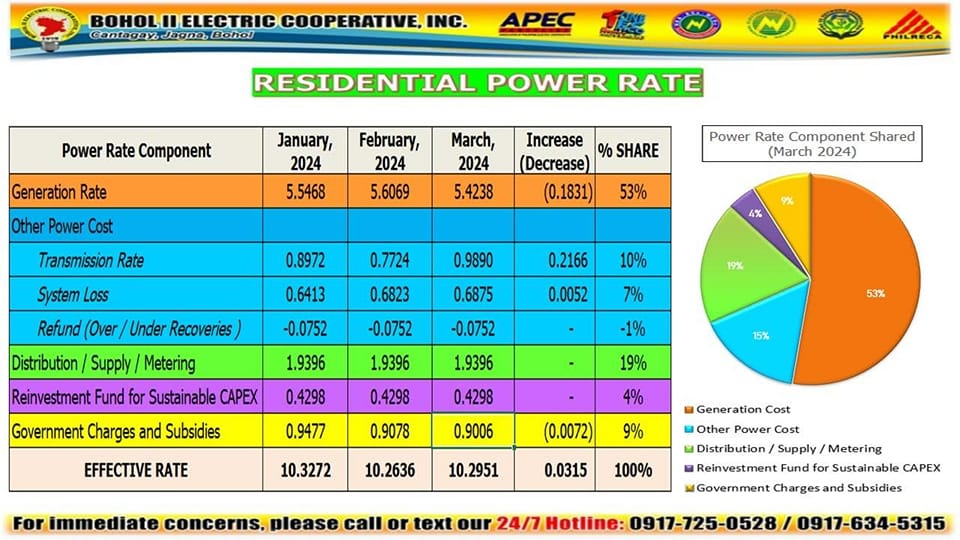 BOHOL II ELECTRIC COOPERATIVE, INC.
Cantagay, Jagna, Bohol
APEC
PHILRECA
RESIDENTIAL POWER RATE
Power Rate Component January, 2024 February, 2024 March, 2024 Increase (Decrease) % SHARE
Generation Rate 5.5468 5.6069 5.4238 (0.1831) 53%
Other Power Cost
Transmission Rate 0.8972 0.7724 0.9890 0.2166 10%
System Loss 0.6413 0.6823 0.6875 0.0052 7%
Refund (Over / Under Recoveries ) -0.0752 -0.0752 -0.0752 - -1%
Distribution / Supply / Metering 1.9396 1.9396 1.9396 - 19%
Reinvestment Fund for Sustainable CAPEX 0.4298 0.4298 0.4298 - 4%
Government Charges and Subsidies 0.9477 0.9078 0.9006 (0.0072) 9%
EFFECTIVE RATE 10.3272 10.2636 10.2951 0.0315 100%
Power Rate Component Shared
(March 2024)
9%
4%
19%
53%
15%
Generation Cost
Other Power Cost
Distribution / Supply / Metering
Reinvestment Fund for Sustainable CAPEX
Government Charges and Subsidies
For immediate concerns, please call or text our 24/7 Hotline: 0917-725-0528 / 0917-634-5315